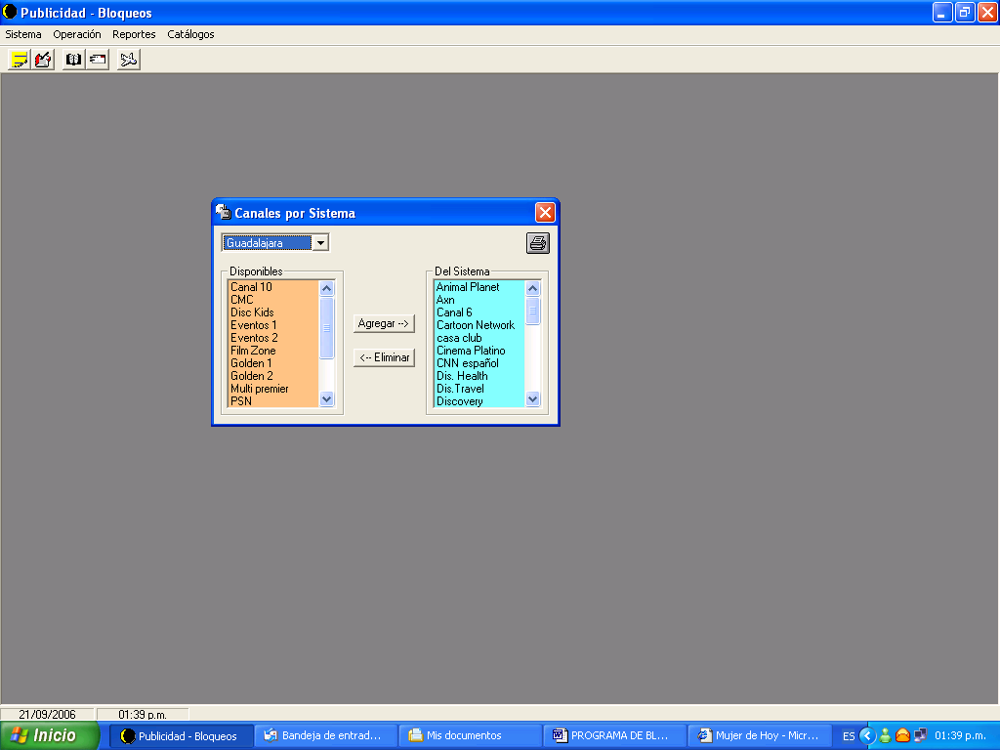 Publicidad - Bloqueos
Sistema Operación Reportes Catálogos
Canales por Sistema
Guadalajara
Disponibles
Canal 10
CMC
Disc Kids
Eventos 1
Eventos 2
Film Zone
Golden 1
Golden 2
Multi premier
PSN
Agregar -->
<-- Eliminar
Del Sistema
Animal Planet
Axn
Canal 6
Cartoon Network
casa club
Cinema Platino
CNN español
Dis. Health
Dis.Travel
Discovery
21/09/2006 01:39 p.m.
Inicio
Publicidad - Bloqueos
Bandeja de entrad...
Mis documentos
PROGRAMA DE BL...
Mujer de Hoy - Micr...
ES
01:39 p.m.